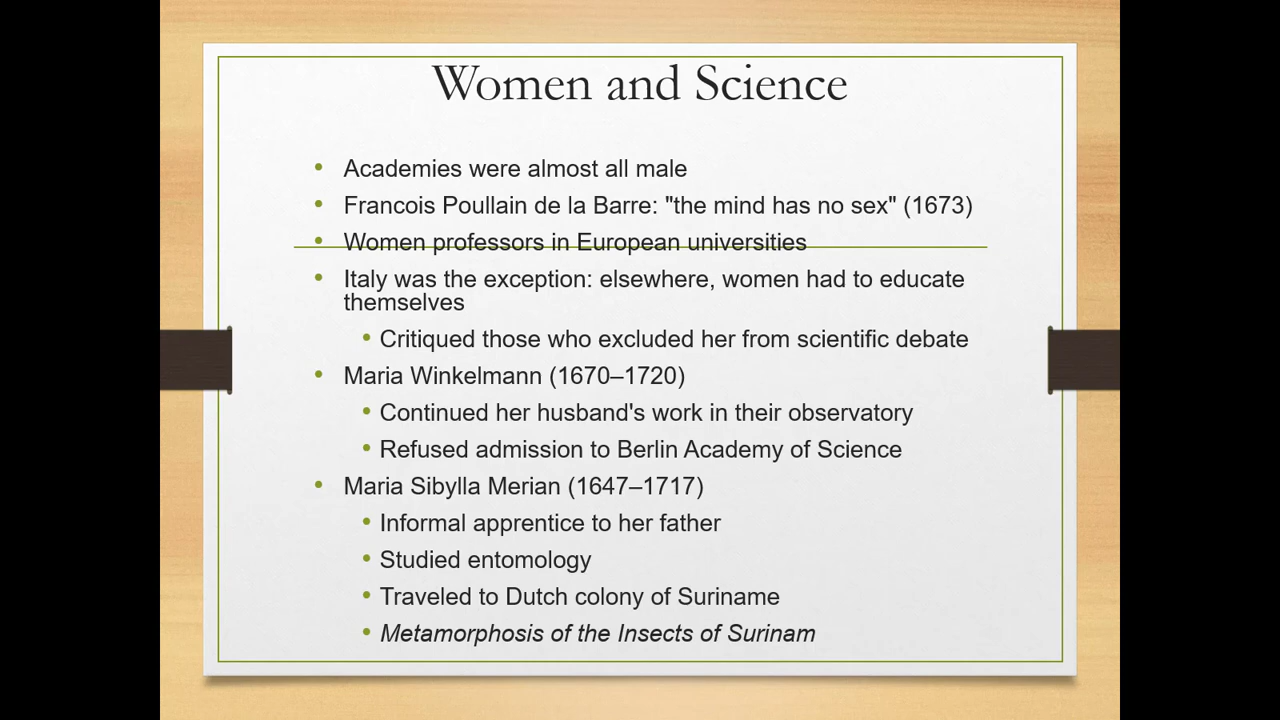 Women and Science
• Academies were almost all male
• Francois Poullain de la Barre: "the mind has no sex" (1673)
• Women professors in European universities
• Italy was the exception: elsewhere, women had to educate
themselves
• Critiqued those who excluded her from scientific debate
• Maria Winkelmann (1670–1720)
• Continued her husband's work in their observatory
• Refused admission to Berlin Academy of Science
• Maria Sibylla Merian (1647–1717)
• Informal apprentice to her father
• Studied entomology
• Traveled to Dutch colony of Suriname
• Metamorphosis of the Insects of Surinam